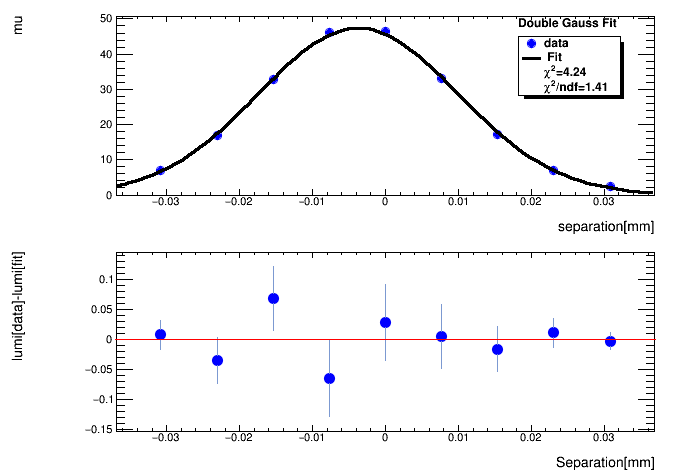 mu
Double Gauss Fit
data
Fit
χ²=4.24
χ²/ndf=1.41
50
40
30
20
10
0
−0.03 −0.02 −0.01 0 0.01 0.02 0.03
separation[mm]
lumi[data]-lumi[fit]
0.1
0.05
0
−0.05
−0.1
−0.15
−0.03 −0.02 −0.01 0 0.01 0.02 0.03
Separation[mm]